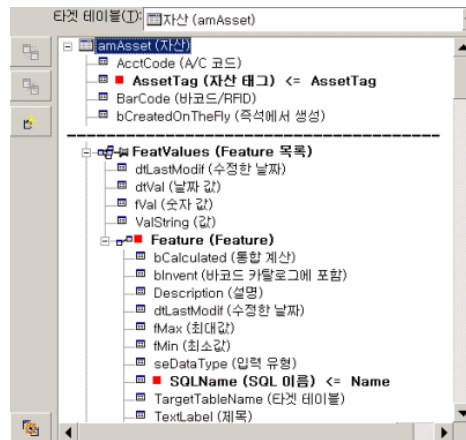 타겟 테이블(T): 자산 (amAsset)
amAsset (자산)
AcctCode (A/C 코드)
AssetTag (자산 태그) <= AssetTag
BarCode (바코드/RFID)
bCreatedOnTheFly (즉석에서 생성)
FeatValues (Feature 목록)
dtLastModif (수정한 날짜)
dtVal (날짜 값)
fVal (숫자 값)
ValString (값)
Feature (Feature)
bCalculated (통합 계산)
bInvent (바코드 카탈로그에 포함)
Description (설명)
dtLastModif (수정한 날짜)
fMax (최대값)
fMin (최소값)
seDataType (입력 유형)
SQLName (SQL 이름) <= Name
TargetTableName (타겟 테이블)
TextLabel (제목)